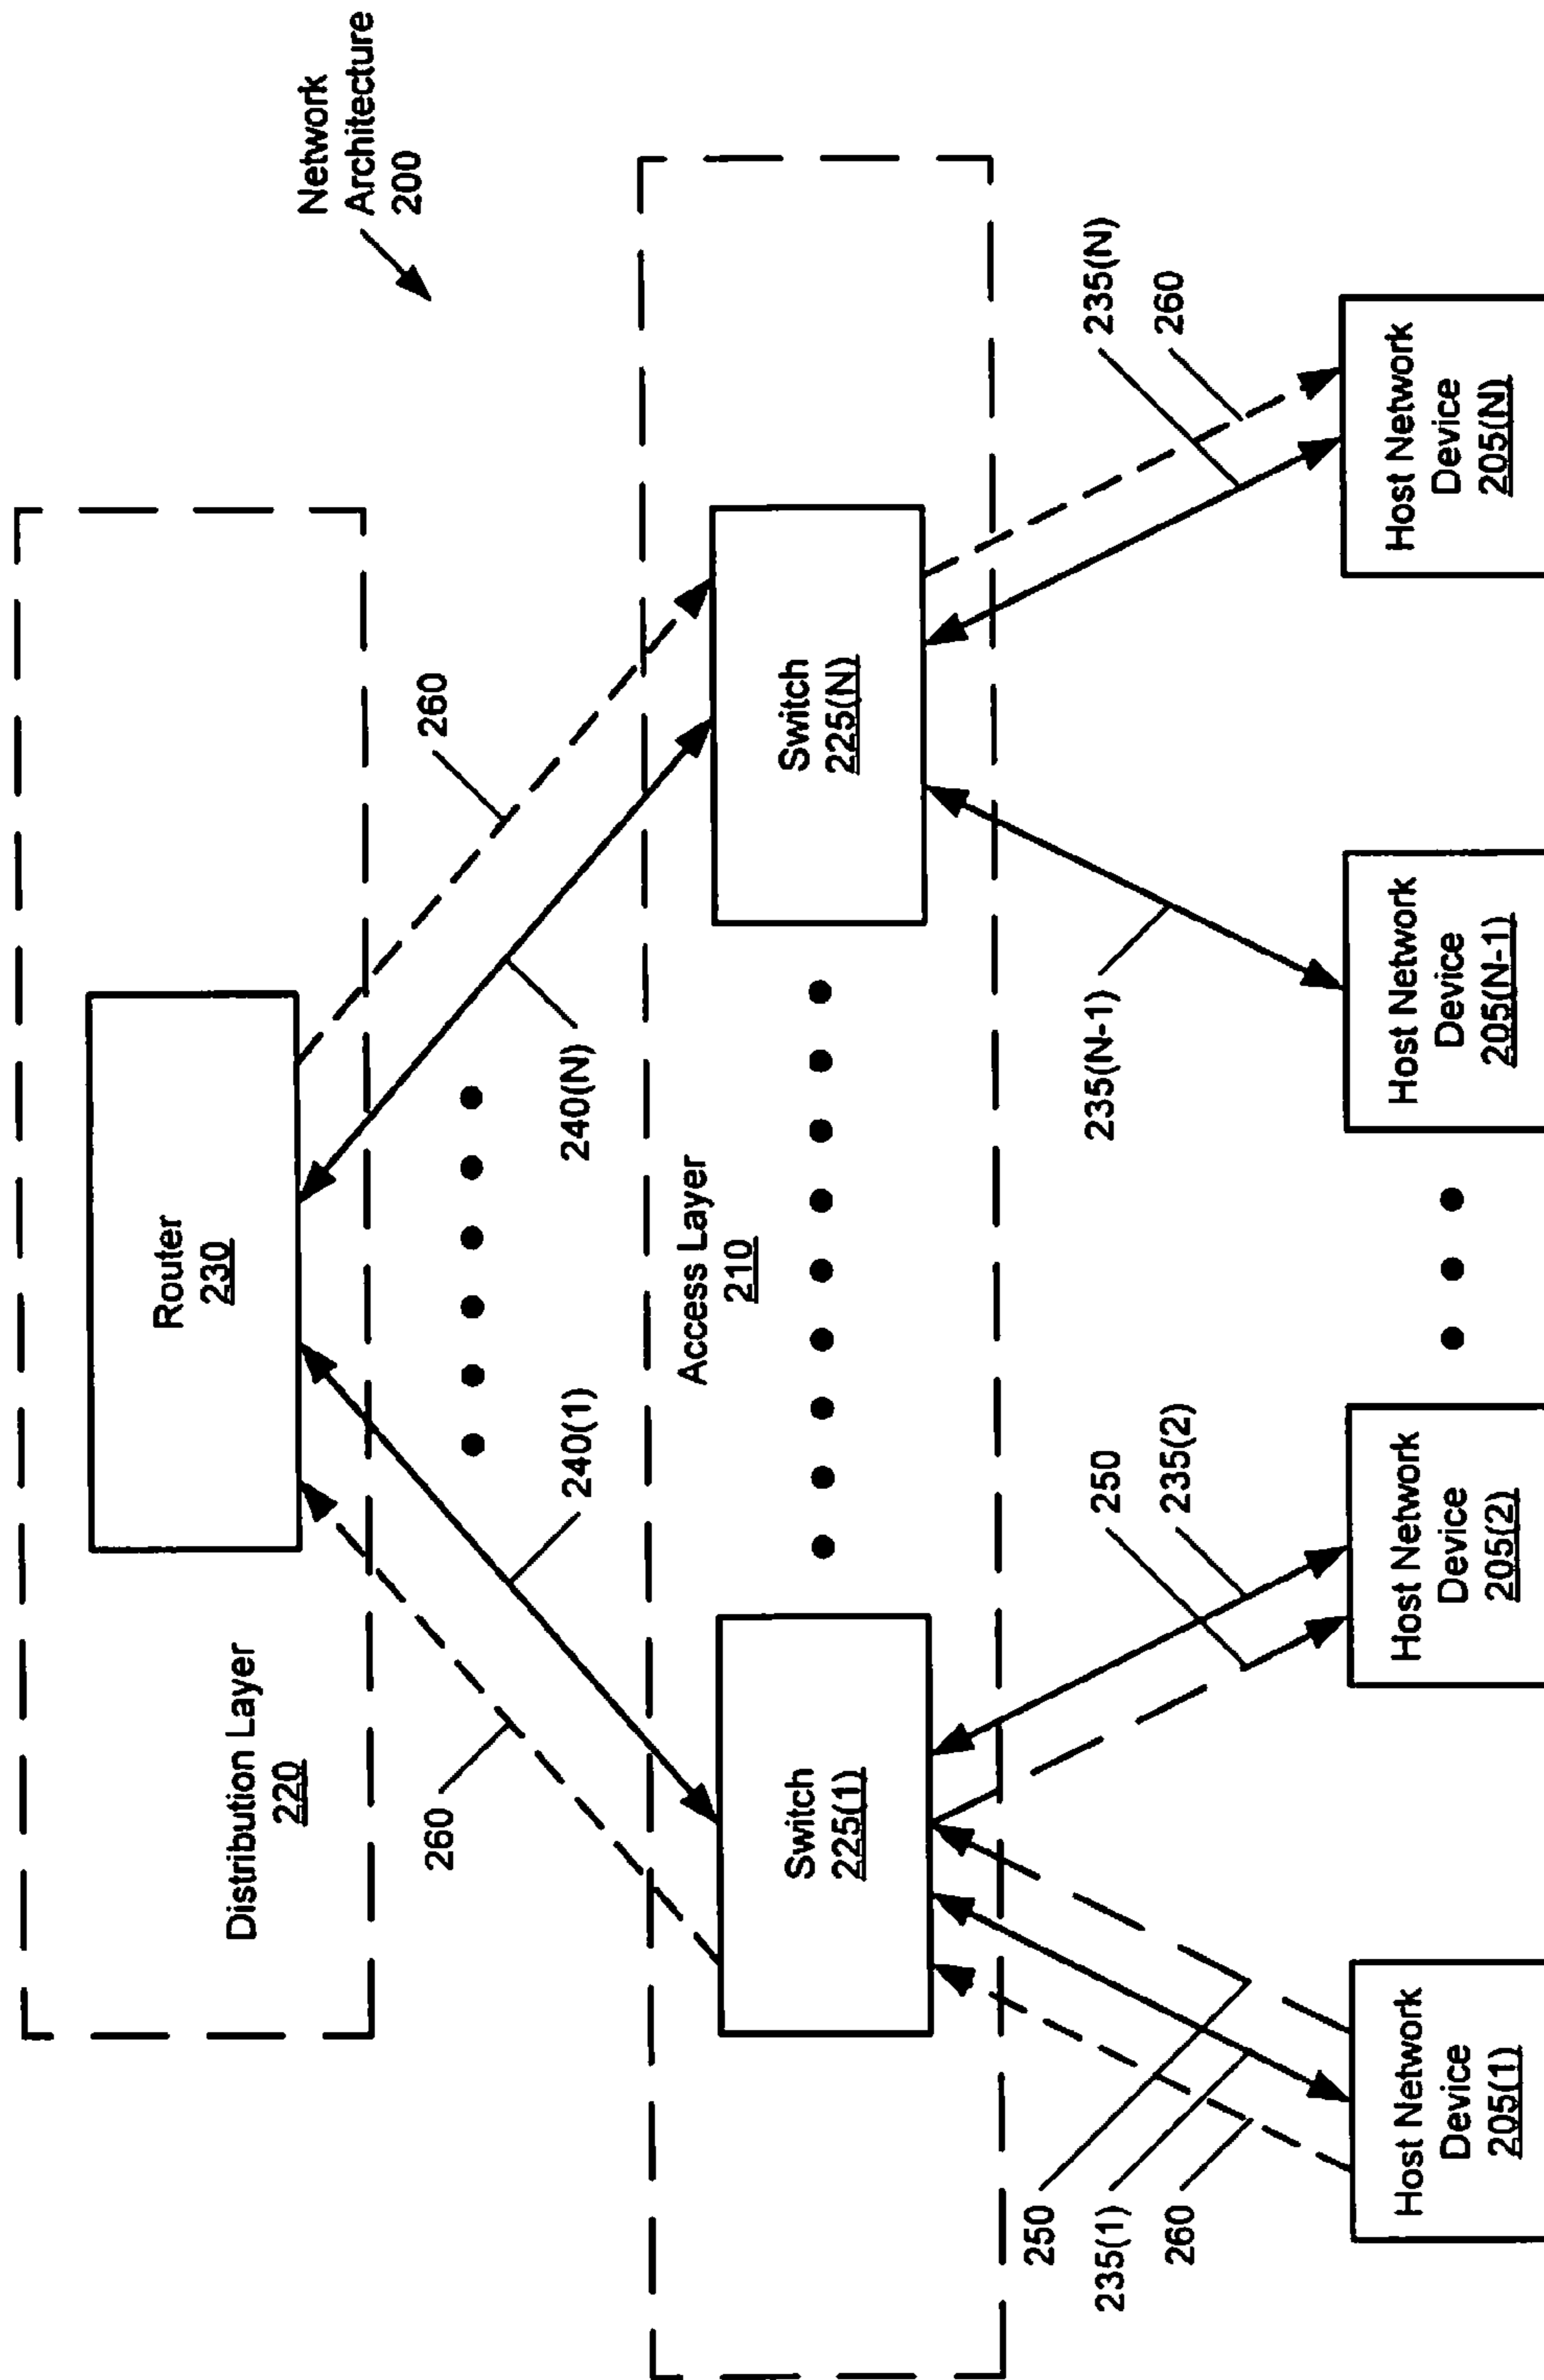 Network
Architecture
200
Distribution Layer
220
Router
230
260
240(1)
240(N)
260
Access Layer
210
Switch
225(1)
Switch
225(N)
250
235(1)
260
250
235(2)
235(N-1)
235(N)
260
Host Network
Device
205(1)
Host Network
Device
205(2)
Host Network
Device
205(N-1)
Host Network
Device
205(N)